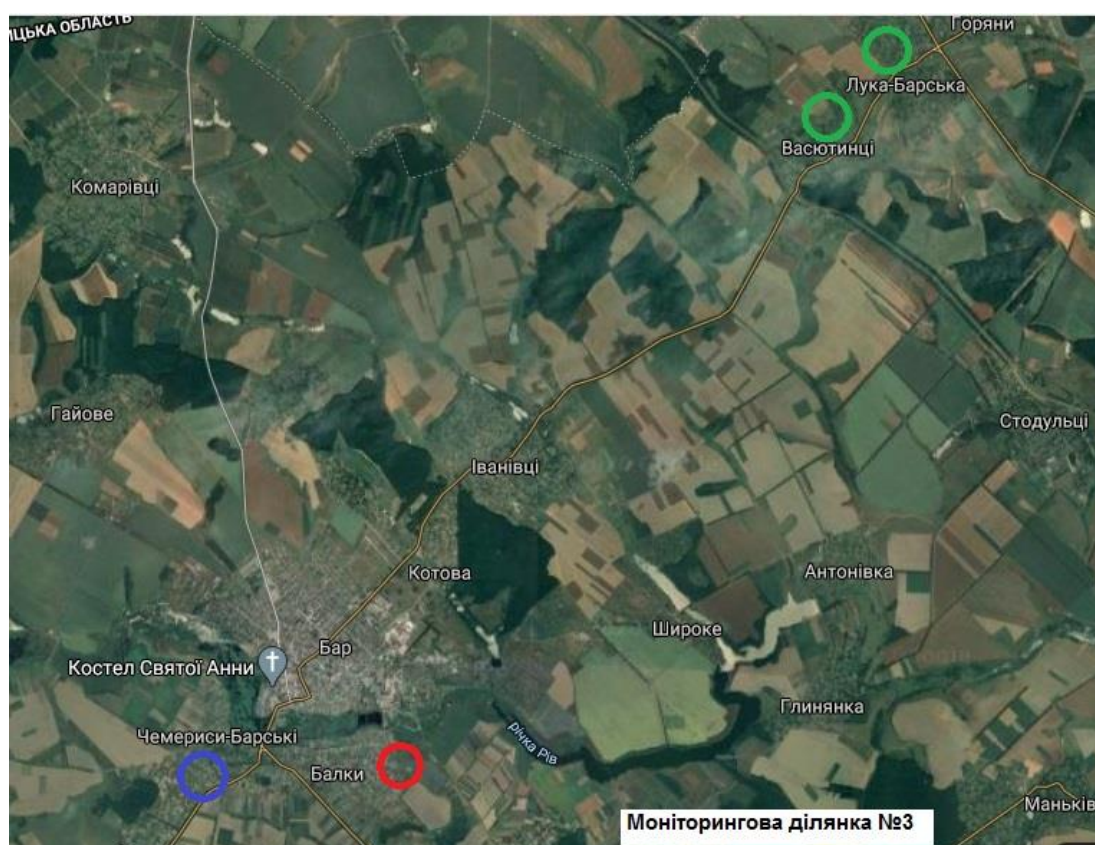 ИЦЬКА ОБЛАСТЬ
Горяни
Лука-Барська
Васютинці
Комарівці
Гайове
Стодульці
Іванівці
Котова
Антонівка
Широке
Бар
Костел Святої Анни
Глинянка
Чемериси-Барські
річка Рів
Балки
Маньків
Моніторингова ділянка №3